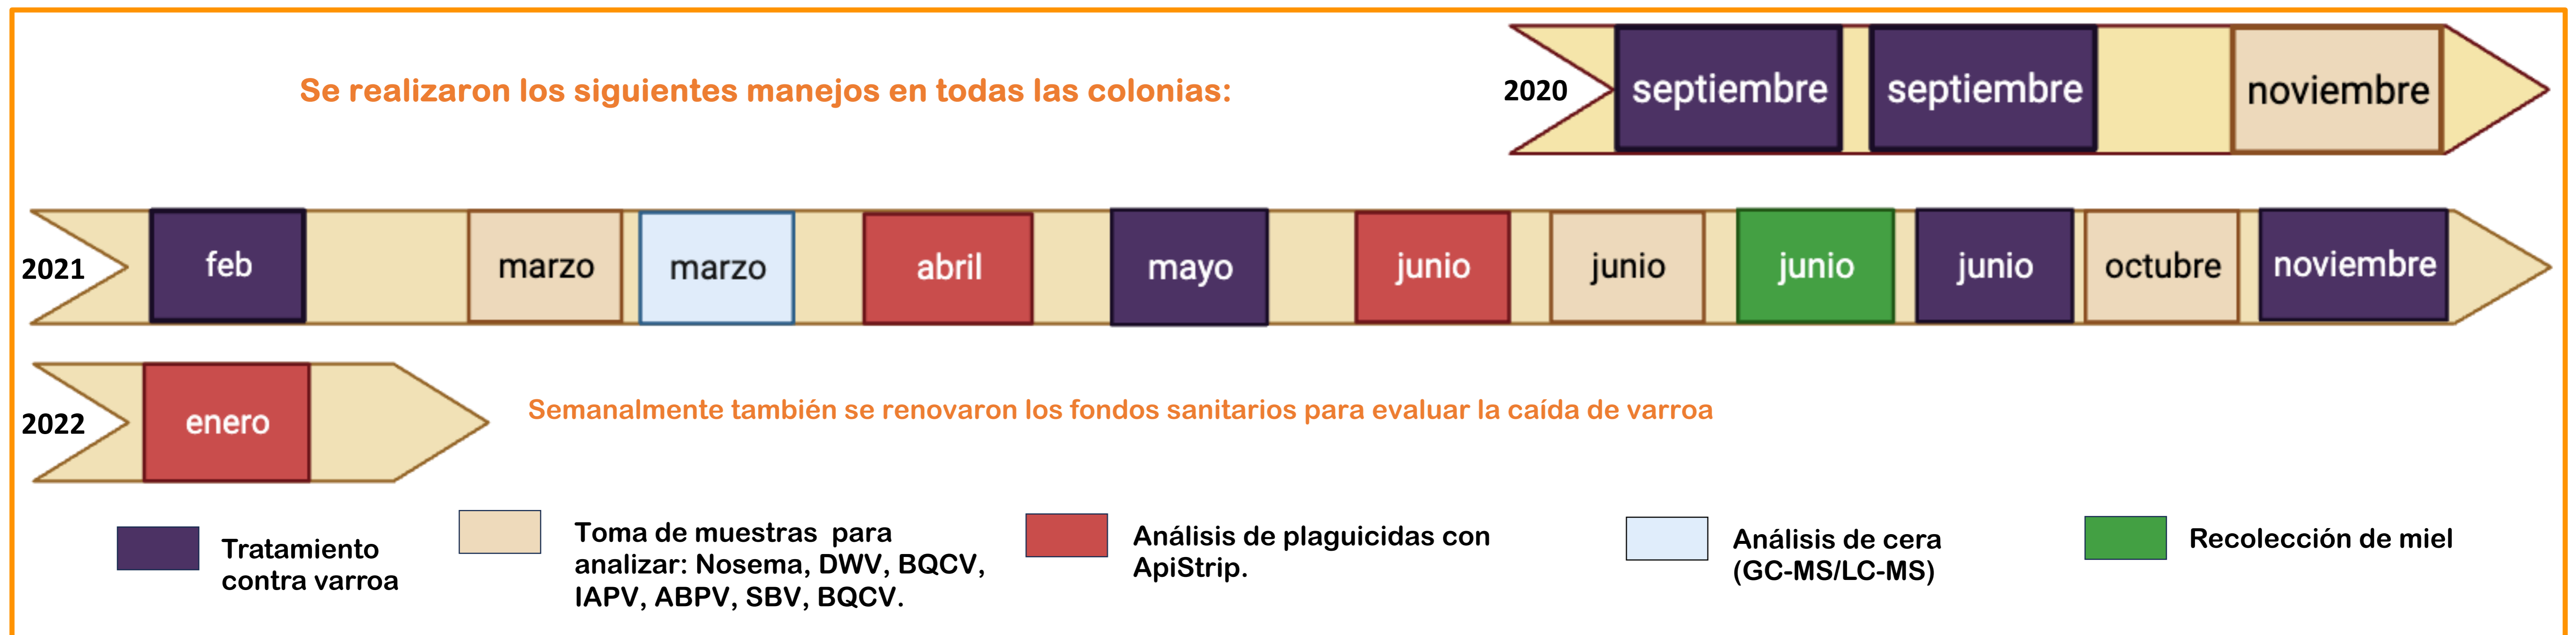 Se realizaron los siguientes manejos en todas las colonias:
2020
septiembre
septiembre
noviembre
2021
feb
marzo
marzo
abril
mayo
junio
junio
junio
junio
octubre
noviembre
2022
enero
Semanalmente también se renovaron los fondos sanitarios para evaluar la caída de varroa
Tratamiento
contra varroa
Toma de muestras para
analizar: Nosema, DWV, BQCV,
IAPV, ABPV, SBV, BQCV.
Análisis de plaguicidas con
ApiStrip.
Análisis de cera
(GC-MS/LC-MS)
Recolección de miel